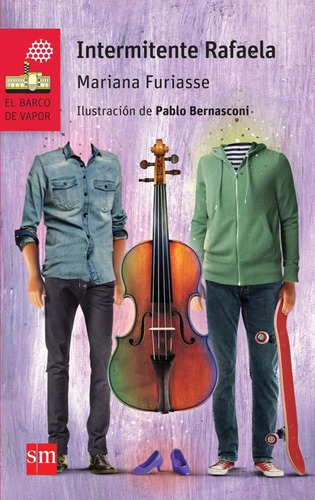 Intermitente Rafaela
Mariana Furiasse
Ilustración de Pablo Bernasconi
EL BARCO
DE VAPOR
sm